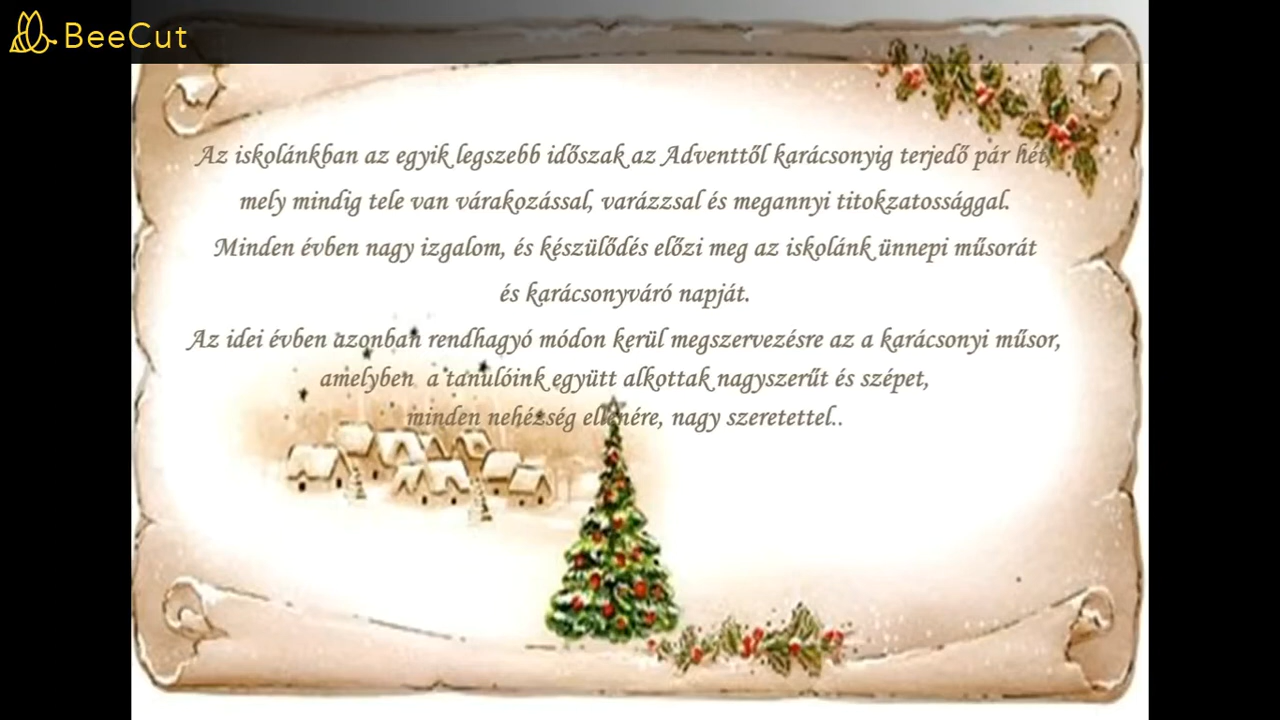 BeeCut
Az iskolánkban az egyik legszebb időszak az Adventtől karácsonyig terjedő pár hét,
mely mindig tele van várakozással, varázzsal és megannyi titokzatossággal.
Minden évben nagy izgalom, és készülődés előzi meg az iskolánk ünnepi műsorát
és karácsonyváró napját.
Az idei évben azonban rendhagyó módon kerül megszervezésre az a karácsonyi műsor,
amelyben a tanulóink együtt alkottak nagyszerűt és szépet,
minden nehézség ellenére, nagy szeretettel..